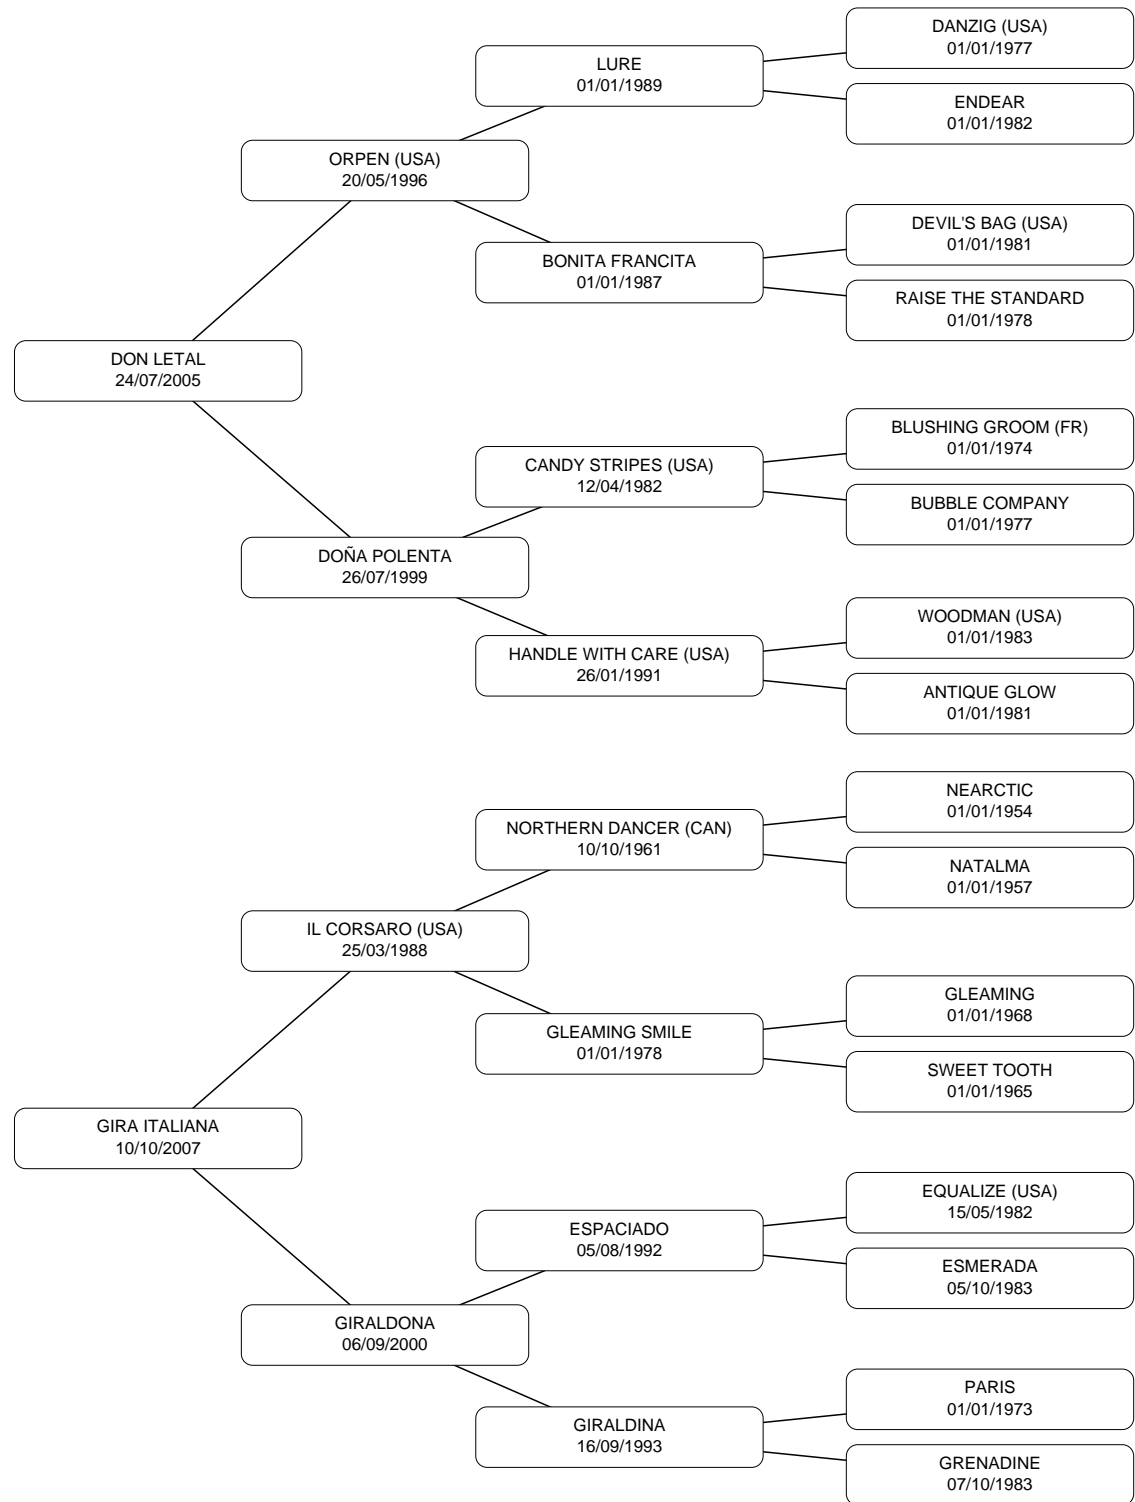 DANZIG (USA)
01/01/1977
LURE
01/01/1989
ENDEAR
01/01/1982
ORPEN (USA)
20/05/1996
DEVIL'S BAG (USA)
01/01/1981
BONITA FRANCITA
01/01/1987
RAISE THE STANDARD
01/01/1978
DON LETAL
24/07/2005
BLUSHING GROOM (FR)
01/01/1974
CANDY STRIPES (USA)
12/04/1982
BUBBLE COMPANY
01/01/1977
DOÑA POLENTA
26/07/1999
WOODMAN (USA)
01/01/1983
HANDLE WITH CARE (USA)
26/01/1991
ANTIQUE GLOW
01/01/1981
NEARCTIC
01/01/1954
NORTHERN DANCER (CAN)
10/10/1961
NATALMA
01/01/1957
IL CORSARO (USA)
25/03/1988
GLEAMING
01/01/1968
GLEAMING SMILE
01/01/1978
SWEET TOOTH
01/01/1965
GIRA ITALIANA
10/10/2007
EQUALIZE (USA)
15/05/1982
ESPACIADO
05/08/1992
ESMERADA
05/10/1983
GIRALDONA
06/09/2000
PARIS
01/01/1973
GIRALDINA
16/09/1993
GRENADINE
07/10/1983